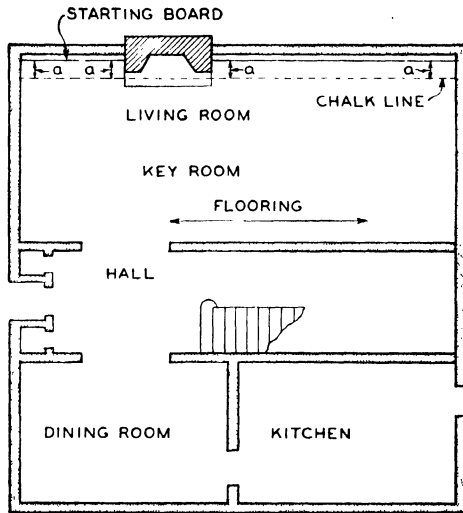 STARTING BOARD
a a a a
CHALK LINE
LIVING ROOM
KEY ROOM
FLOORING
HALL
DINING ROOM KITCHEN